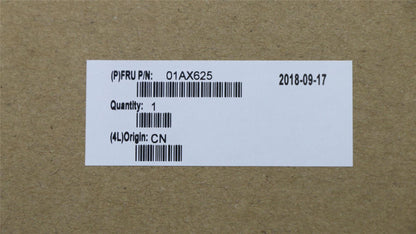 (P)FRU P/N: 01AX625 2018-09-17
Quantity: 1
(4L)Origin: CN